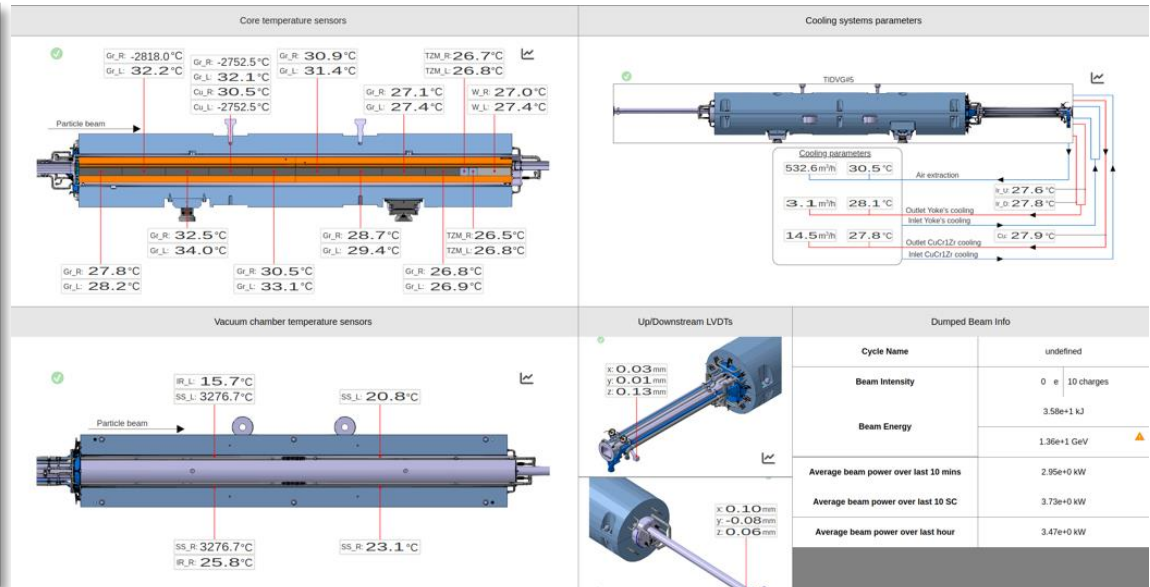 Core temperature sensors
Gr_R: -2818.0°C
Gr_L: 32.2°C
Gr_R: -2752.5°C
Gr_L: 32.1°C
Cu_R: 30.5°C
Cu_L: -2752.5°C
Gr_R: 30.9°C
Gr_L: 31.4°C
Gr_R: 27.1°C
Gr_L: 27.4°C
TZM_R: 26.7°C
TZM_L: 26.8°C
W_R: 27.0°C
W_L: 27.4°C
Particle beam
Gr_R: 32.5°C
Gr_L: 34.0°C
Gr_R: 28.7°C
Gr_L: 29.4°C
TZM_R: 26.5°C
TZM_L: 26.8°C
Gr_R: 27.8°C
Gr_L: 28.2°C
Gr_R: 30.5°C
Gr_L: 33.1°C
Gr_R: 26.8°C
Gr_L: 26.9°C
Cooling systems parameters
TIDVG#5
Cooling parameters
532.6 m³/h 30.5°C
Air extraction
Ir_U: 27.6°C
Ir_D: 27.8°C
3.1 m³/h 28.1°C
Outlet Yoke's cooling
Inlet Yoke's cooling
14.5 m³/h 27.8°C
Cu: 27.9°C
Outlet CuCr1Zr cooling
Inlet CuCr1Zr cooling
Vacuum chamber temperature sensors
IR_L: 15.7°C
SS_L: 3276.7°C
SS_L: 20.8°C
Particle beam
SS_R: 3276.7°C
IR_R: 25.8°C
SS_R: 23.1°C
Up/Downstream LVDTs
x: 0.03 mm
y: 0.01 mm
z: 0.13 mm
x: 0.10 mm
y: -0.08 mm
z: 0.06 mm
Dumped Beam Info
Cycle Name undefined
Beam Intensity 0 e 10 charges
Beam Energy 3.58e+1 kJ
1.36e+1 GeV
Average beam power over last 10 mins 2.95e+0 kW
Average beam power over last 10 SC 3.73e+0 kW
Average beam power over last hour 3.47e+0 kW